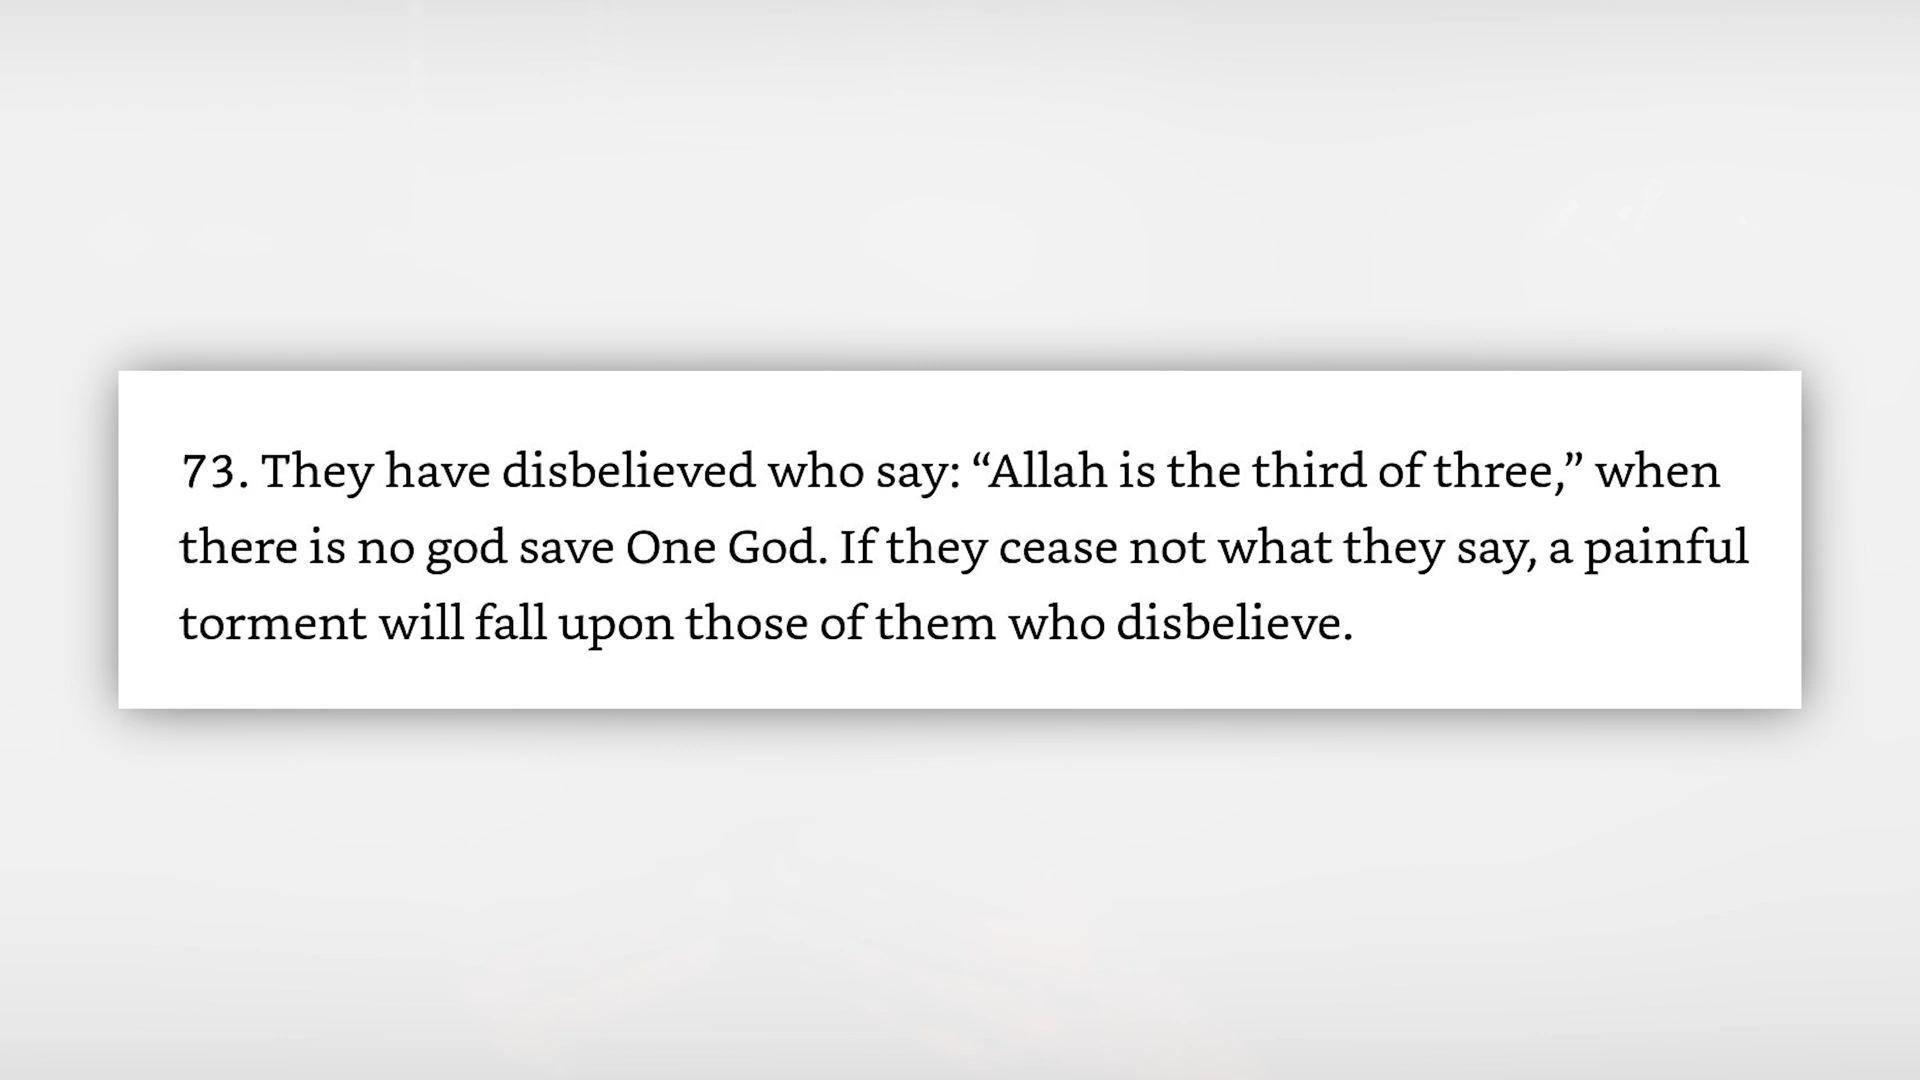 73. They have disbelieved who say: “Allah is the third of three,” when
there is no god save One God. If they cease not what they say, a painful
torment will fall upon those of them who disbelieve.